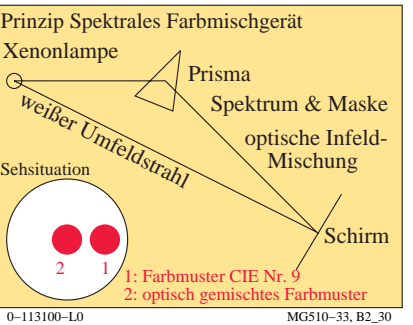 Prinzip Spektrales Farbmischgerät
Xenonlampe
Prisma
Spektrum & Maske
weißer Umfeldstrahl
optische Infeld-
Mischung
Sehsituation
Schirm
2 1
1: Farbmuster CIE Nr. 9
2: optisch gemischtes Farbmuster
0–113100–L0 MG510–33, B2_30